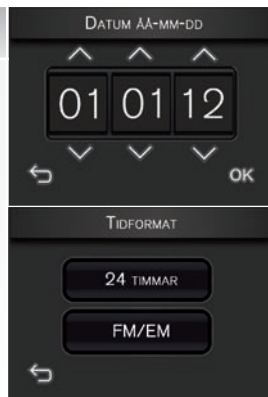 DATUM ÅÅ-MM-DD
01 01 12
OK
TIDFORMAT
24 TIMMAR
FM/EM